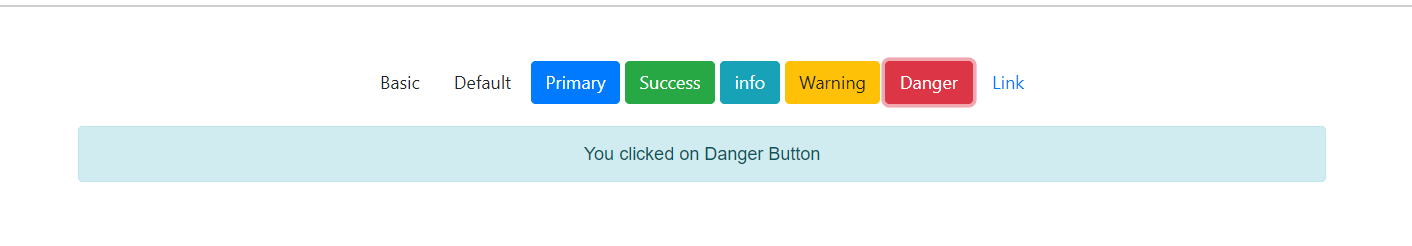 Basic Default Primary Success info Warning Danger Link
You clicked on Danger Button